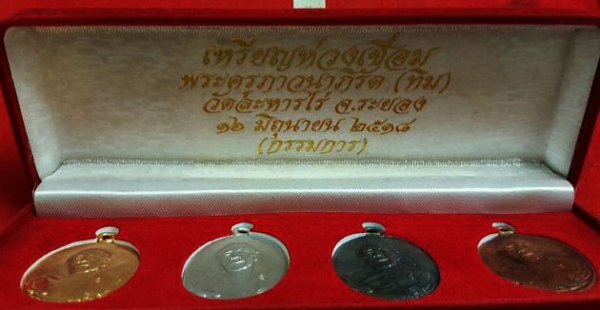 เหรียญห่วงเชื่อม
พระครูภาวนาภิรัต (ทิม)
วัดละหารไร่ จ.ระยอง
๑๖ มิถุนายน ๒๕๑๘
(กรรมการ)